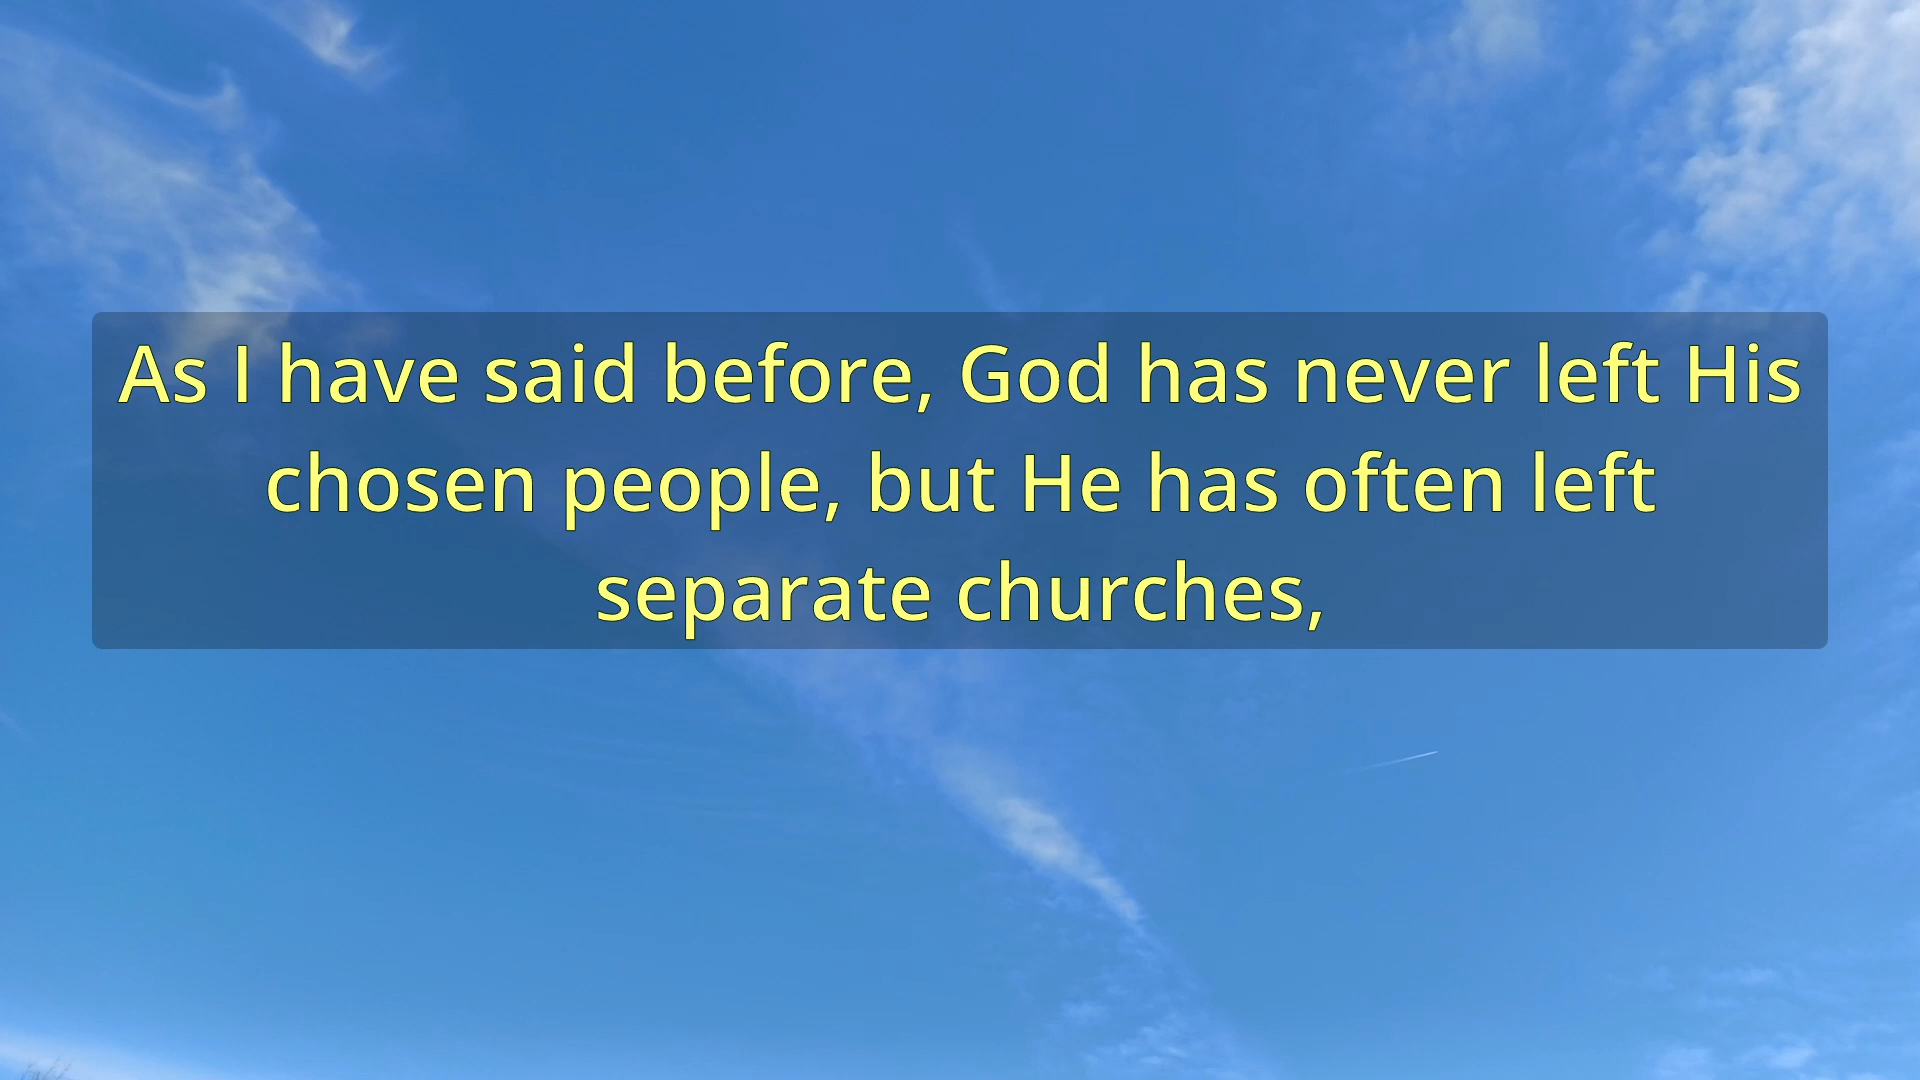 As I have said before, God has never left His
chosen people, but He has often left
separate churches,